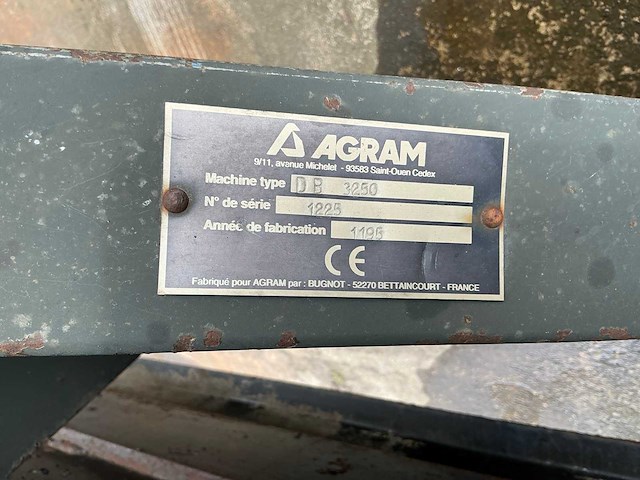 AGRAM
9/11, avenue Michelet - 93583 Saint-Ouen Cedex
Machine type DR 3250
N° de série 1225
Année de fabrication 1195
CE
Fabriqué pour AGRAM par : BUGNOT - 52270 BETTAINCOURT - FRANCE